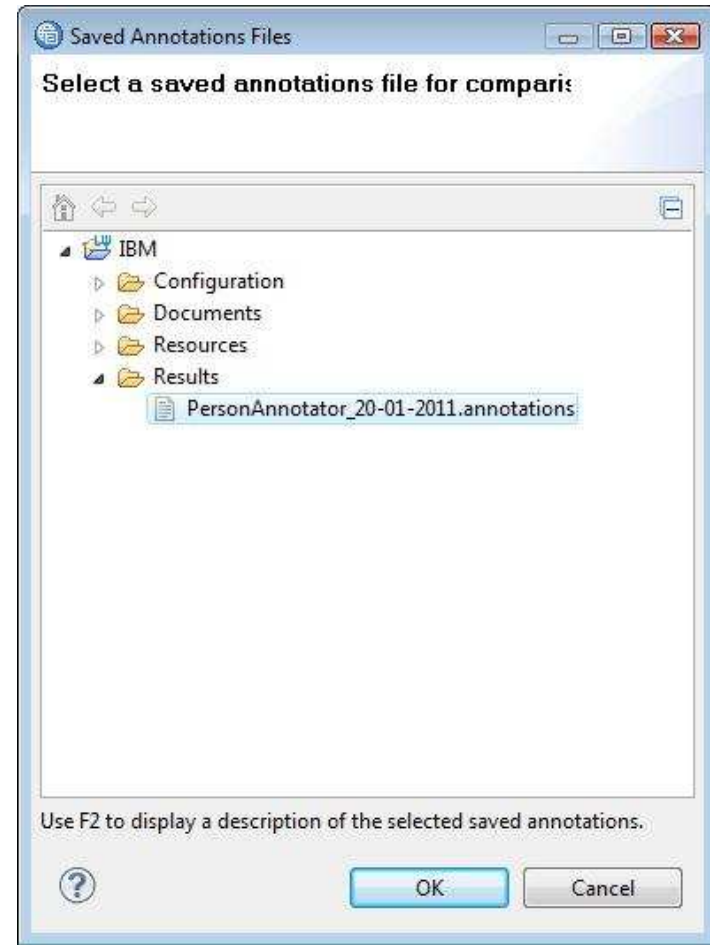 Saved Annotations Files
Select a saved annotations file for comparis
IBM
Configuration
Documents
Resources
Results
PersonAnnotator_20-01-2011.annotations
Use F2 to display a description of the selected saved annotations.
? OK Cancel